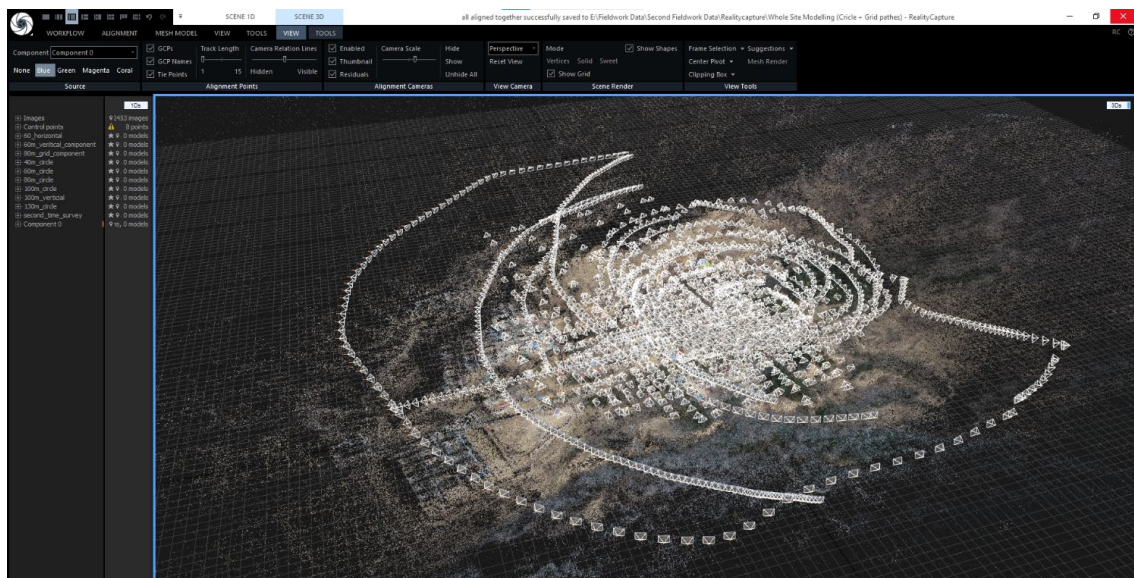 SCENE 1D SCENE 3D all aligned together successfully saved to E:\Fieldwork Data\Second Fieldwork Data\Realitycapture\Whole Site Modelling (Cricle + Grid pathes) - RealityCapture
WORKFLOW ALIGNMENT MESH MODEL VIEW TOOLS VIEW TOOLS RC
Component Component 0 GCPs Track Length Camera Relation Lines Enabled Camera Scale Hide Perspective Mode Show Shapes Frame Selection Suggestions
GCP Names Thumbnail Show Reset View Vertices Solid Sweet Center Pivot Mesh Render
None Blue Green Magenta Coral Tie Points 1 15 Hidden Visible Residuals Unhide All Show Grid Clipping Box
Source Alignment Points Alignment Cameras View Camera Scene Render View Tools
1Ds 3Ds
Images 2453 images
Control points 8 points
60_horizontal 0 models
60m_veritical_component 0 models
80m_grid_component 0 models
40m_circle 0 models
60m_circle 0 models
80m_circle 0 models
100m_circle 0 models
100m_verticial 0 models
130m_circle 0 models
second_time_survey 0 models
Component 0 0 models